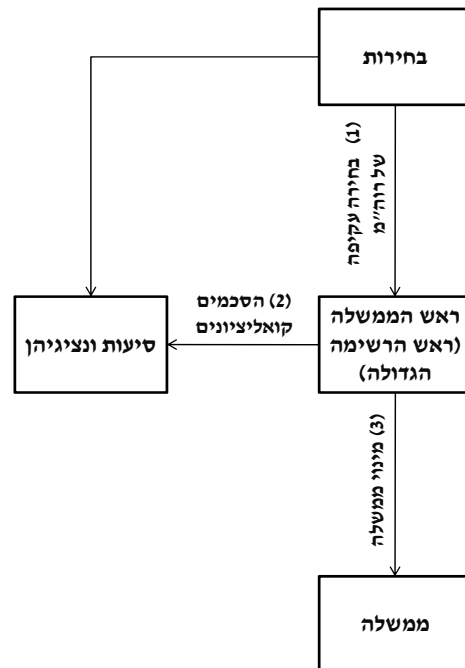 בחירות
(1) בחירה עקיפה
של רוה״מ
ראש הממשלה
(ראש הרשימה
הגדולה)
(2) הסכמים
קואליציונים
סיעות ונציגיהן
(3) מינוי ממשלה
ממשלה